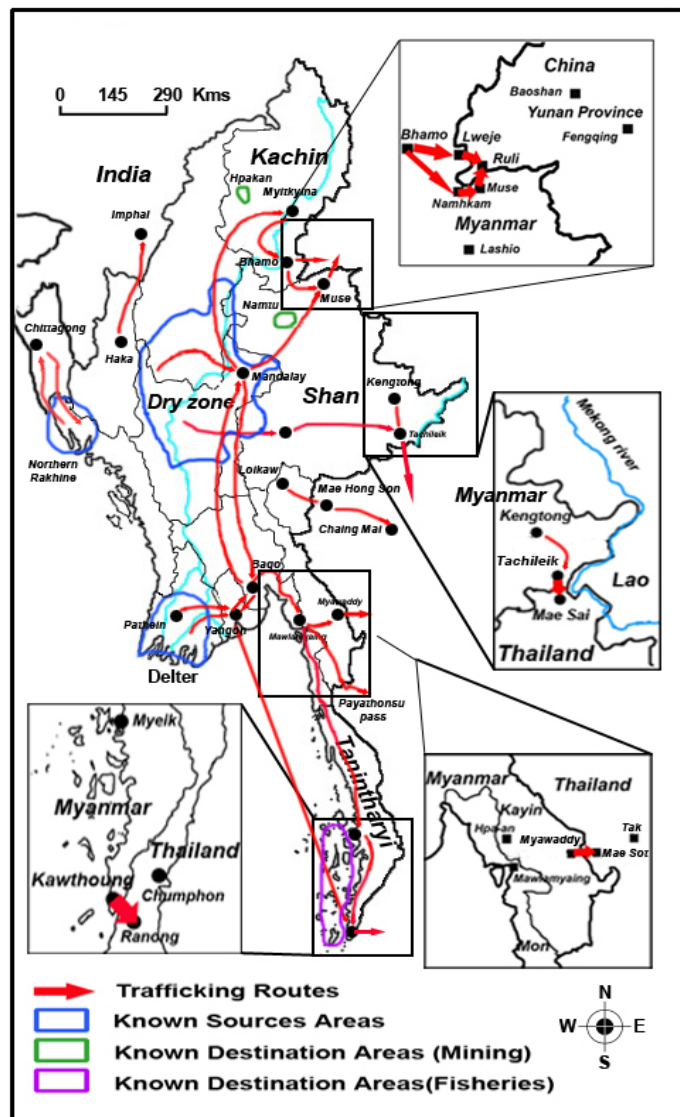 0 145 290 Kms
China
Baoshan
Yunan Province
Fengqing
Bhamo
Lweje
Ruli
Muse
Namhkam
Myanmar
Lashio
India
Kachin
Hpakan
Myitkyina
Imphal
Bhamo
Muse
Namtu
Chittagong
Haka
Mandalay
Shan
Kengtong
Dry zone
Tachileik
Northern
Rakhine
Loikaw
Mae Hong Son
Chaing Mai
Mekong river
Myanmar
Kengtong
Tachileik
Lao
Mae Sai
Thailand
Bago
Pathein
Yangon
Mawlamyaing
Myawaddy
Delter
Payathonsu
pass
Tanintharyi
Myeik
Myanmar
Thailand
Kawthoung
Chumphon
Ranong
Myanmar
Thailand
Kayin
Hpa-an
Myawaddy
Tak
Mae Sot
Mawlamyaing
Mon
Trafficking Routes
Known Sources Areas
Known Destination Areas (Mining)
Known Destination Areas(Fisheries)
N
W E
S